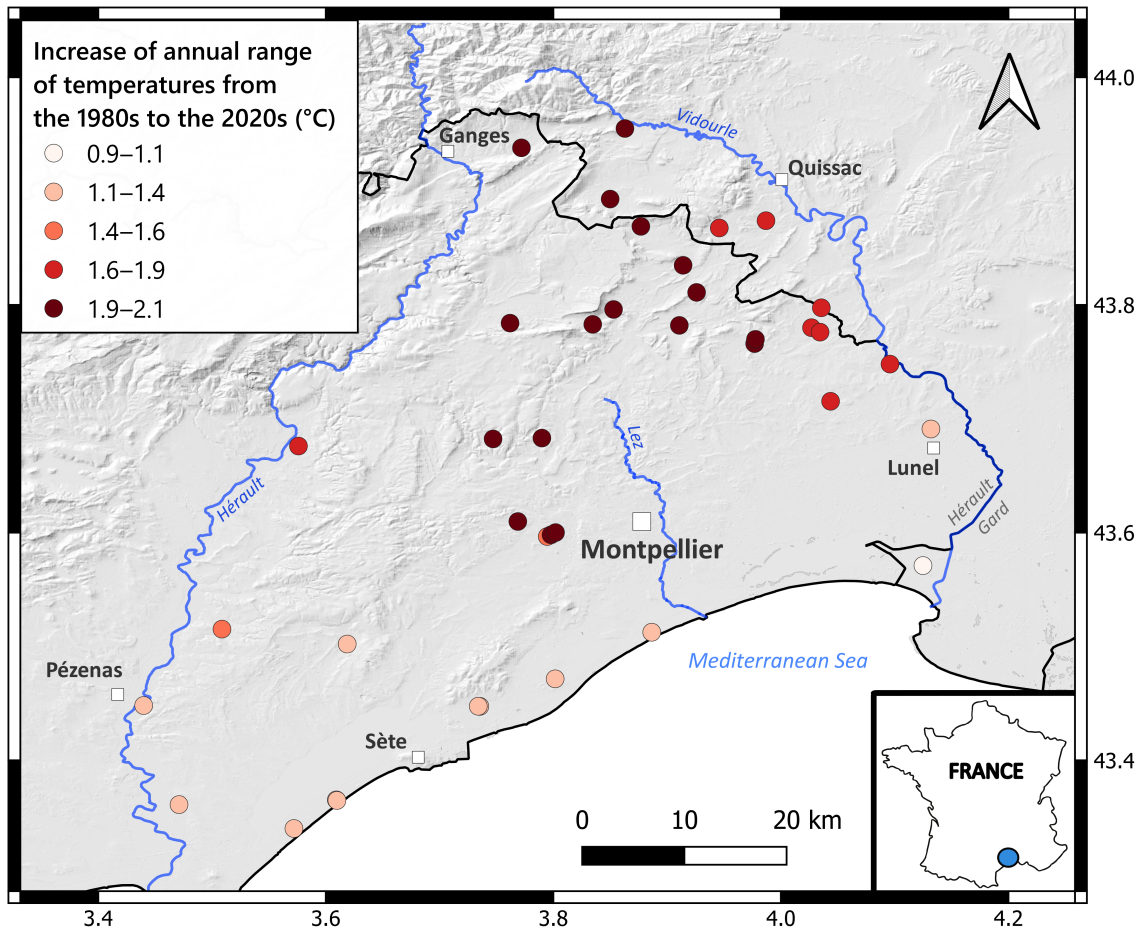 Increase of annual range
of temperatures from
the 1980s to the 2020s (°C)
0.9–1.1
1.1–1.4
1.4–1.6
1.6–1.9
1.9–2.1
44.0
Vidourle
Ganges
Quissac
43.8
Lez
Lunel
Hérault
Hérault
Gard
43.6
Montpellier
Mediterranean Sea
Pézenas
Sète
43.4
FRANCE
0 10 20 km
3.4 3.6 3.8 4.0 4.2